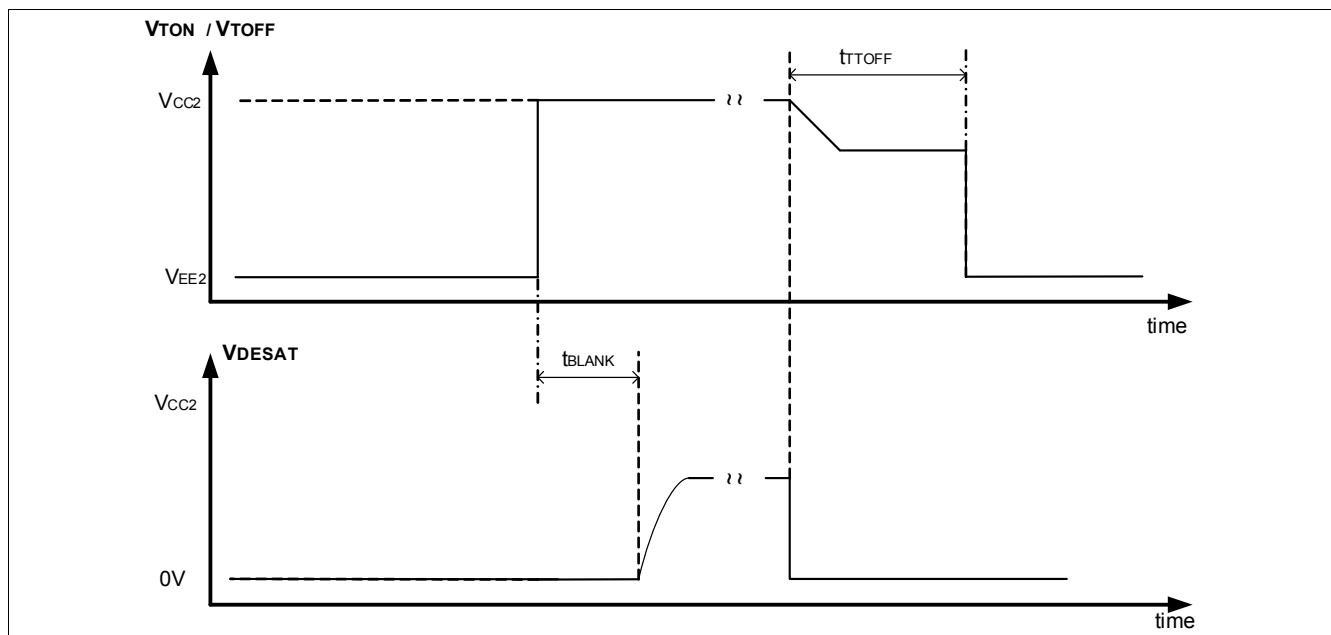 VTON / VTOFF
tTTOFF
VCC2
~~
VEE2
time
VDESAT
tBLANK
VCC2
~~
0V
time